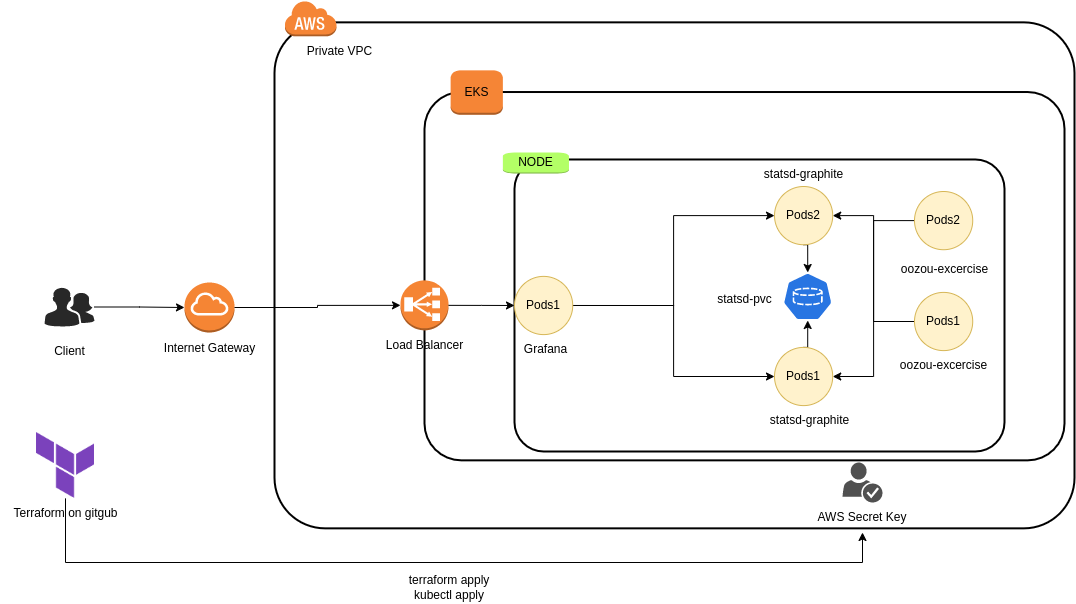 AWS
Private VPC
EKS
NODE
statsd-graphite
Pods2
Pods2
oozou-excercise
statsd-pvc
Pods1
Grafana
Pods1
oozou-excercise
Pods1
statsd-graphite
Client
Internet Gateway
Load Balancer
Terraform on gitgub
AWS Secret Key
terraform apply
kubectl apply